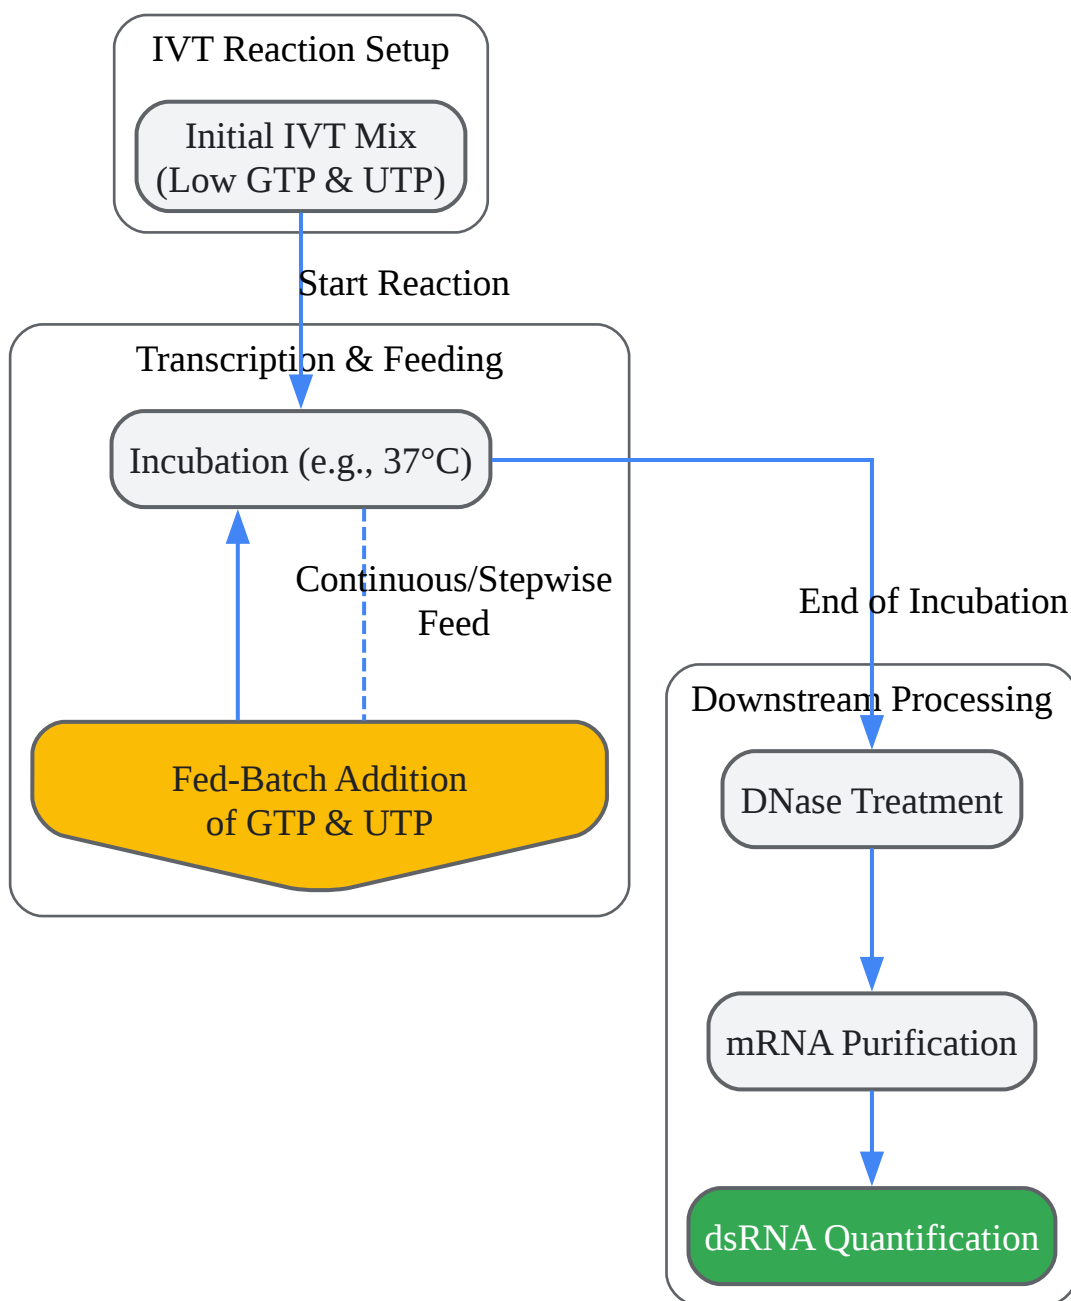 IVT Reaction Setup
Initial IVT Mix
(Low GTP & UTP)
Start Reaction
Transcription & Feeding
Incubation (e.g., 37°C)
Continuous/Stepwise
Feed
Fed-Batch Addition
of GTP & UTP
End of Incubation
Downstream Processing
DNase Treatment
mRNA Purification
dsRNA Quantification